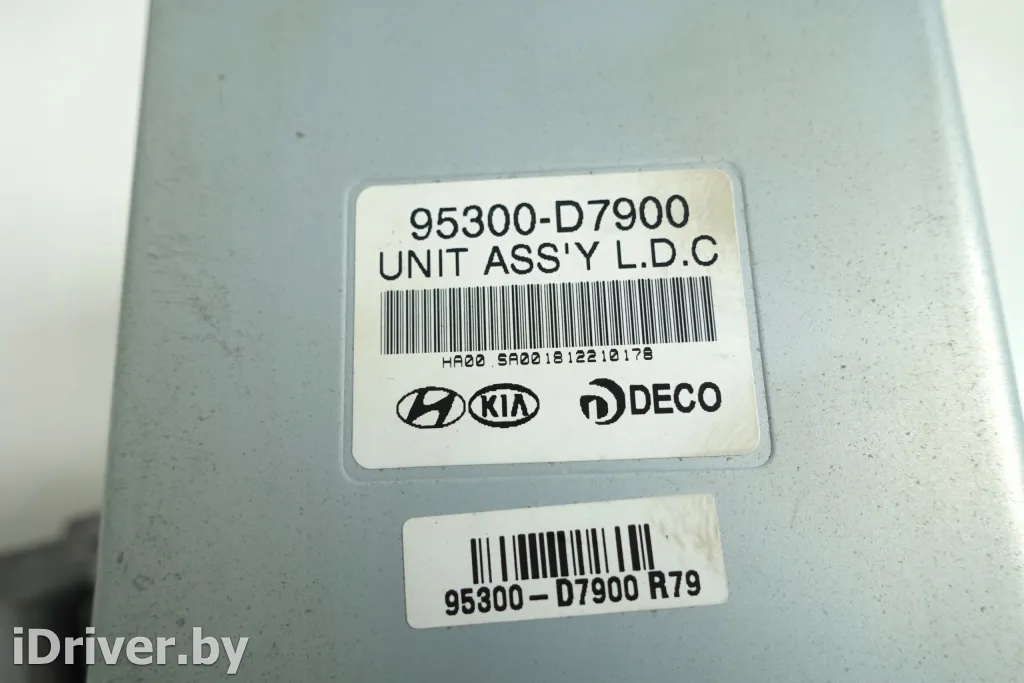 95300-D7900
UNIT ASS'Y L.D.C
HA00 SA001812210178
KIA DECO
95300-D7900 R79
iDriver.by